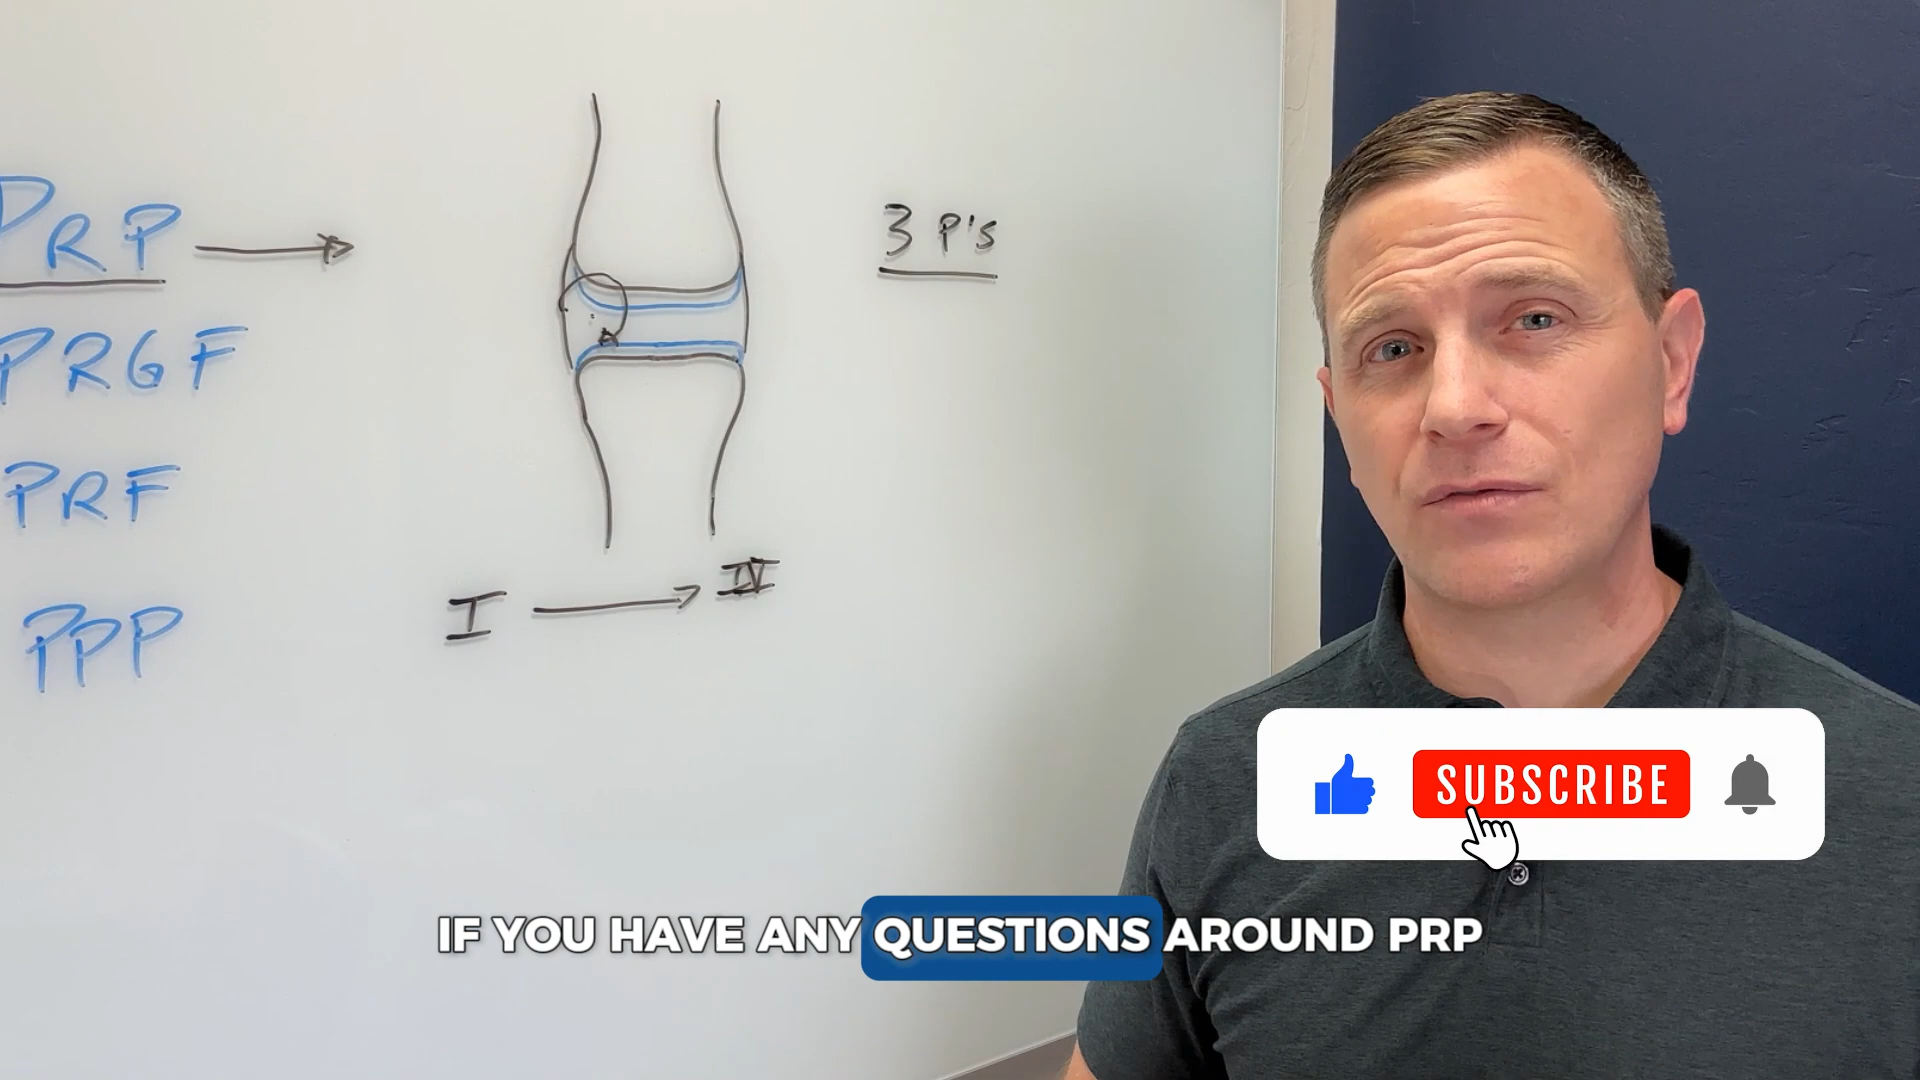 PRP
PRGF
PRF
PPP
I
IV
3 P's
SUBSCRIBE
IF YOU HAVE ANY QUESTIONS AROUND PRP